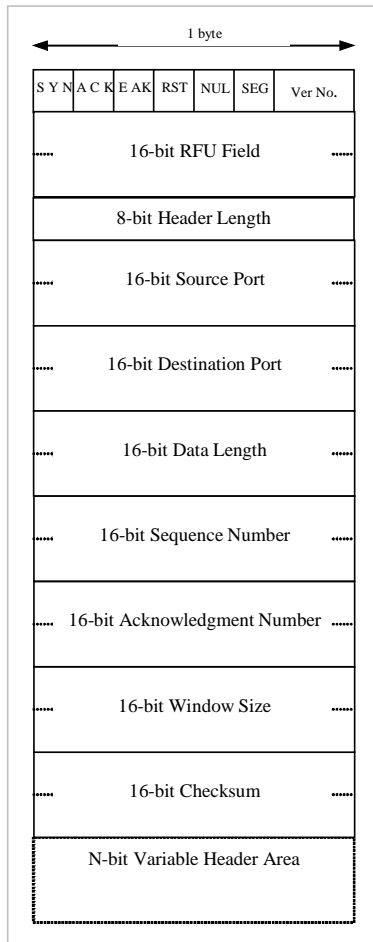 1 byte
S Y N A C K E AK RST NUL SEG Ver No.
16-bit RFU Field
8-bit Header Length
16-bit Source Port
16-bit Destination Port
16-bit Data Length
16-bit Sequence Number
16-bit Acknowledgment Number
16-bit Window Size
16-bit Checksum
N-bit Variable Header Area